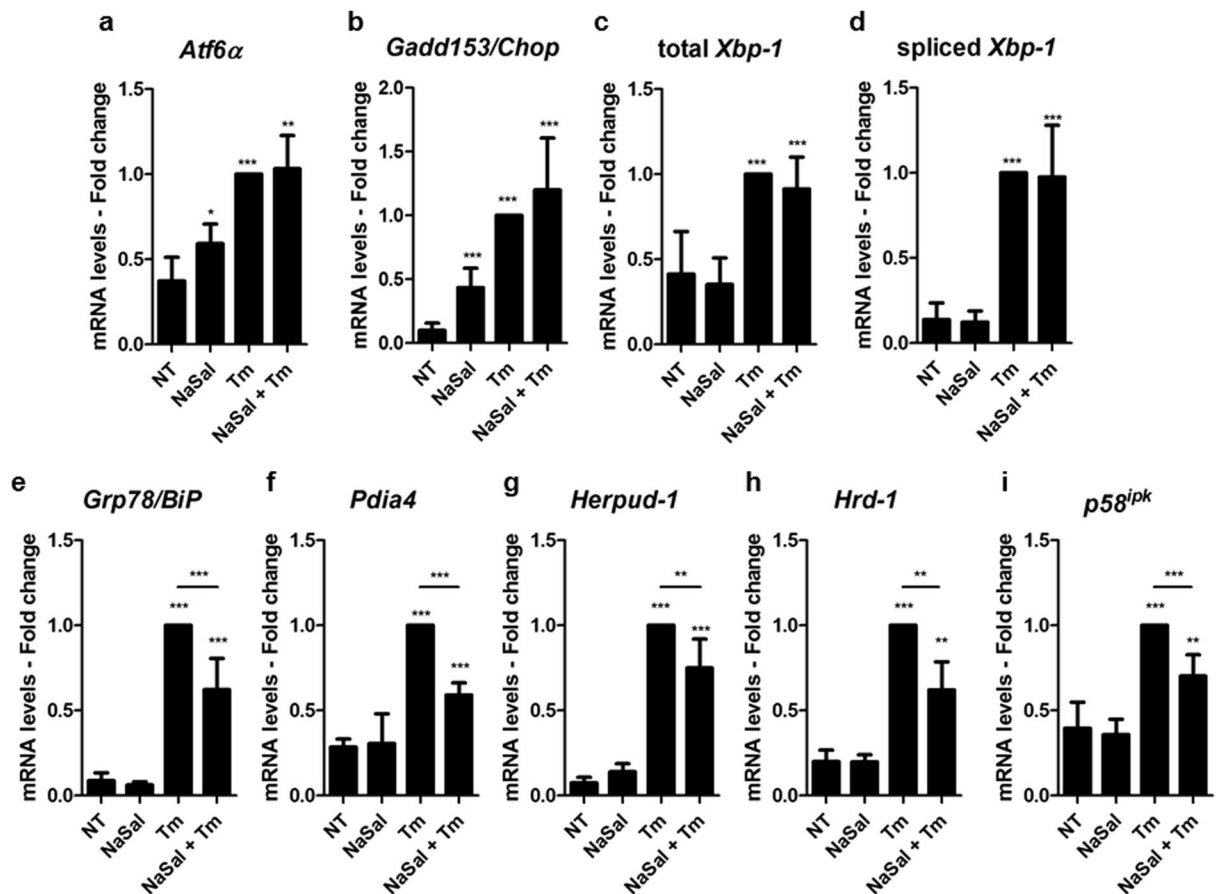 a
Atf6α
mRNA levels - Fold change
1.5
1.0
0.5
0.0
*
***
**
NT
NaSal
Tm
NaSal + Tm
b
Gadd153/Chop
mRNA levels - Fold change
2.0
1.5
1.0
0.5
0.0
***
***
***
NT
NaSal
Tm
NaSal + Tm
c
total Xbp-1
mRNA levels - Fold change
1.5
1.0
0.5
0.0
***
***
NT
NaSal
Tm
NaSal + Tm
d
spliced Xbp-1
mRNA levels - Fold change
1.5
1.0
0.5
0.0
***
***
NT
NaSal
Tm
NaSal + Tm
e
Grp78/BiP
mRNA levels - Fold change
1.5
1.0
0.5
0.0
***
***
***
NT
NaSal
Tm
NaSal + Tm
f
Pdia4
mRNA levels - Fold change
1.5
1.0
0.5
0.0
***
***
***
NT
NaSal
Tm
NaSal + Tm
g
Herpud-1
mRNA levels - Fold change
1.5
1.0
0.5
0.0
**
***
***
NT
NaSal
Tm
NaSal + Tm
h
Hrd-1
mRNA levels - Fold change
1.5
1.0
0.5
0.0
**
***
**
NT
NaSal
Tm
NaSal + Tm
i
p58ipk
mRNA levels - Fold change
1.5
1.0
0.5
0.0
***
***
**
NT
NaSal
Tm
NaSal + Tm